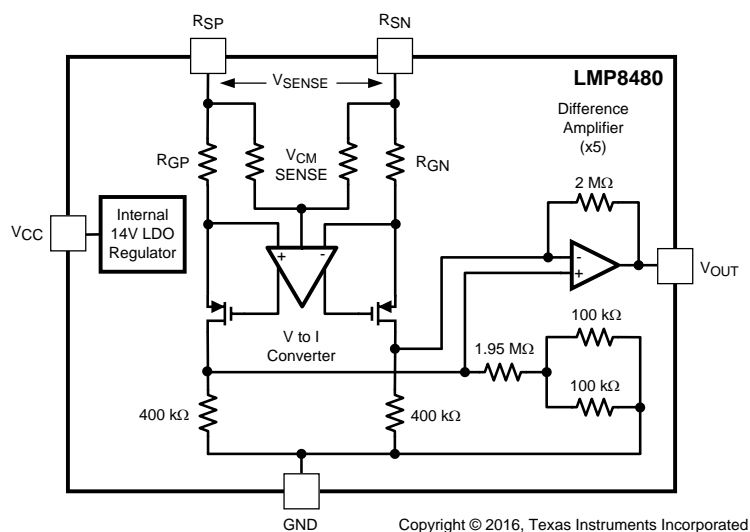 RSP
RSN
VSENSE
LMP8480
Difference
Amplifier
(x5)
RGP
VCM
SENSE
RGN
2 MΩ
VCC
Internal
14V LDO
Regulator
+
-
-
+
VOUT
V to I
Converter
1.95 MΩ
100 kΩ
100 kΩ
400 kΩ
400 kΩ
GND
Copyright © 2016, Texas Instruments Incorporated